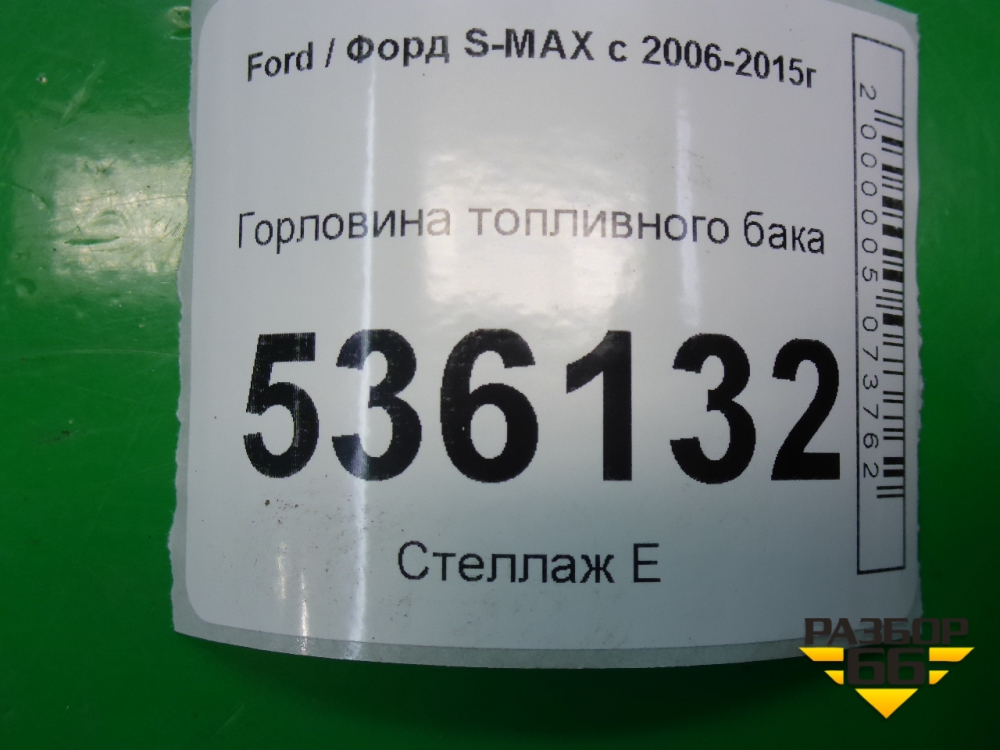 Ford / Форд S-MAX с 2006-2015г
Горловина топливного бака
536132
Стеллаж Е
2000005073762
РАЗБОР
66